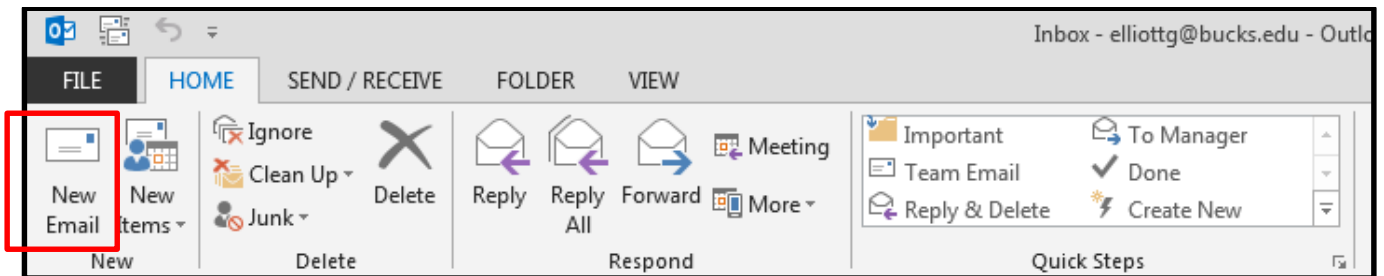 Inbox - elliottg@bucks.edu - Outlo
FILE HOME SEND / RECEIVE FOLDER VIEW
New Email
New Items
Ignore
Clean Up
Junk
Delete
Reply
Reply All
Forward
Meeting
More
Important
Team Email
Reply & Delete
To Manager
Done
Create New
New Delete Respond Quick Steps